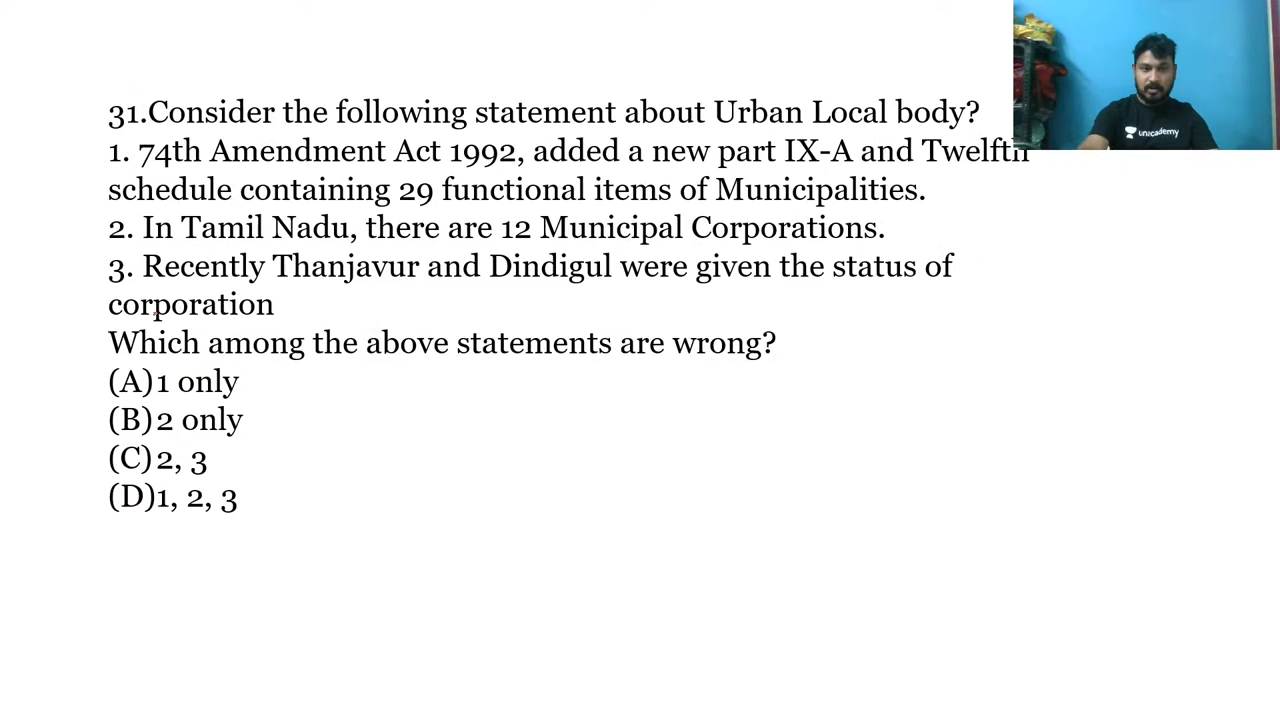 31.Consider the following statement about Urban Local body?
1. 74th Amendment Act 1992, added a new part IX-A and Twelfth
schedule containing 29 functional items of Municipalities.
2. In Tamil Nadu, there are 12 Municipal Corporations.
3. Recently Thanjavur and Dindigul were given the status of
corporation
Which among the above statements are wrong?
(A)1 only
(B)2 only
(C)2, 3
(D)1, 2, 3
unacademy